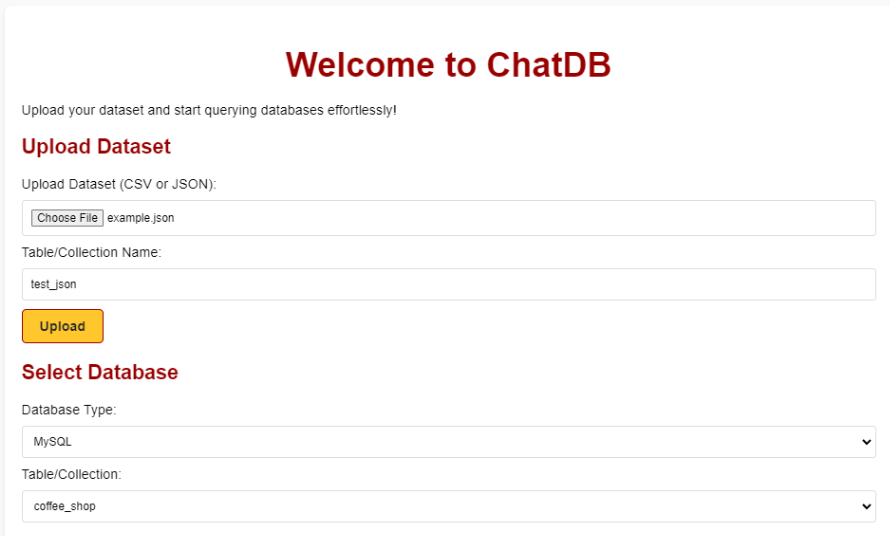 Welcome to ChatDB
Upload your dataset and start querying databases effortlessly!
Upload Dataset
Upload Dataset (CSV or JSON):
Choose File example.json
Table/Collection Name:
test_json
Upload
Select Database
Database Type:
MySQL
Table/Collection:
coffee_shop